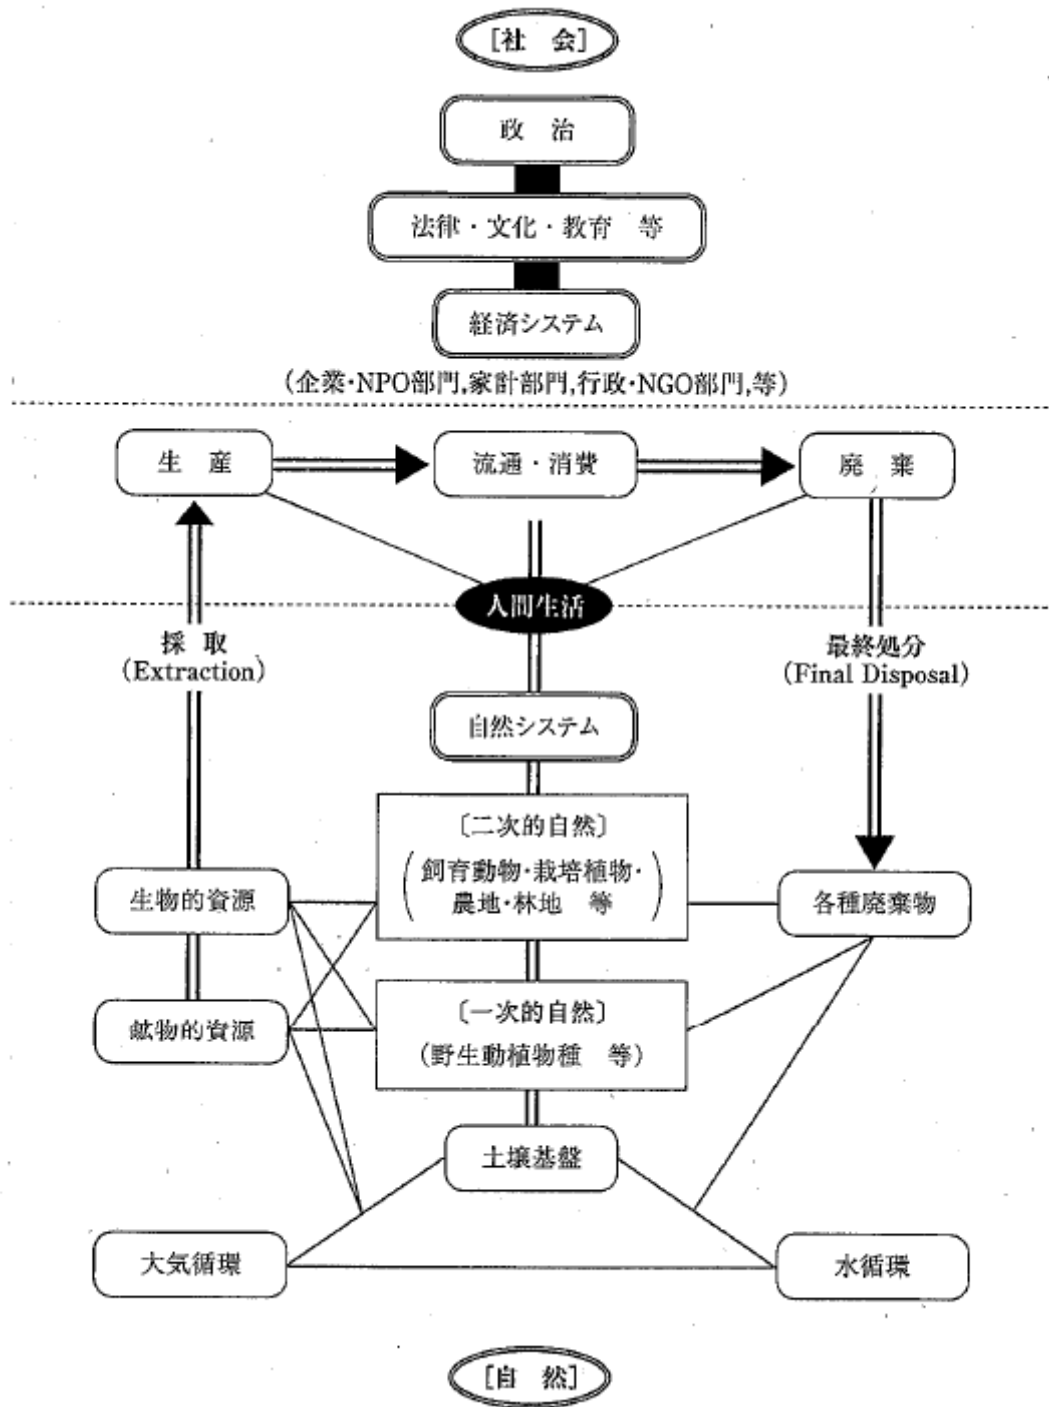 [社 会]
政 治
法律・文化・教育 等
経済システム
(企業・NPO部門,家計部門,行政・NGO部門,等)
生 産
流通・消費
廃 棄
人間生活
採 取
(Extraction)
最終処分
(Final Disposal)
自然システム
〔二次的自然〕
(飼育動物・栽培植物・
農地・林地 等)
生物的資源
各種廃棄物
鉱物的資源
〔一次的自然〕
(野生動植物種 等)
土壌基盤
大気循環
水循環
[自 然]